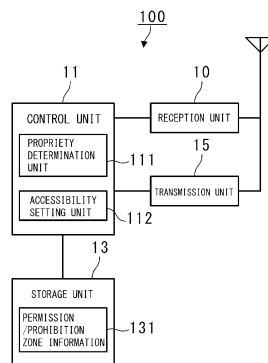 100
11
CONTROL UNIT
PROPRIETY
DETERMINATION
UNIT
111
ACCESSIBILITY
SETTING UNIT
112
10
RECEPTION UNIT
15
TRANSMISSION UNIT
13
STORAGE UNIT
PERMISSION
/PROHIBITION
ZONE INFORMATION
131